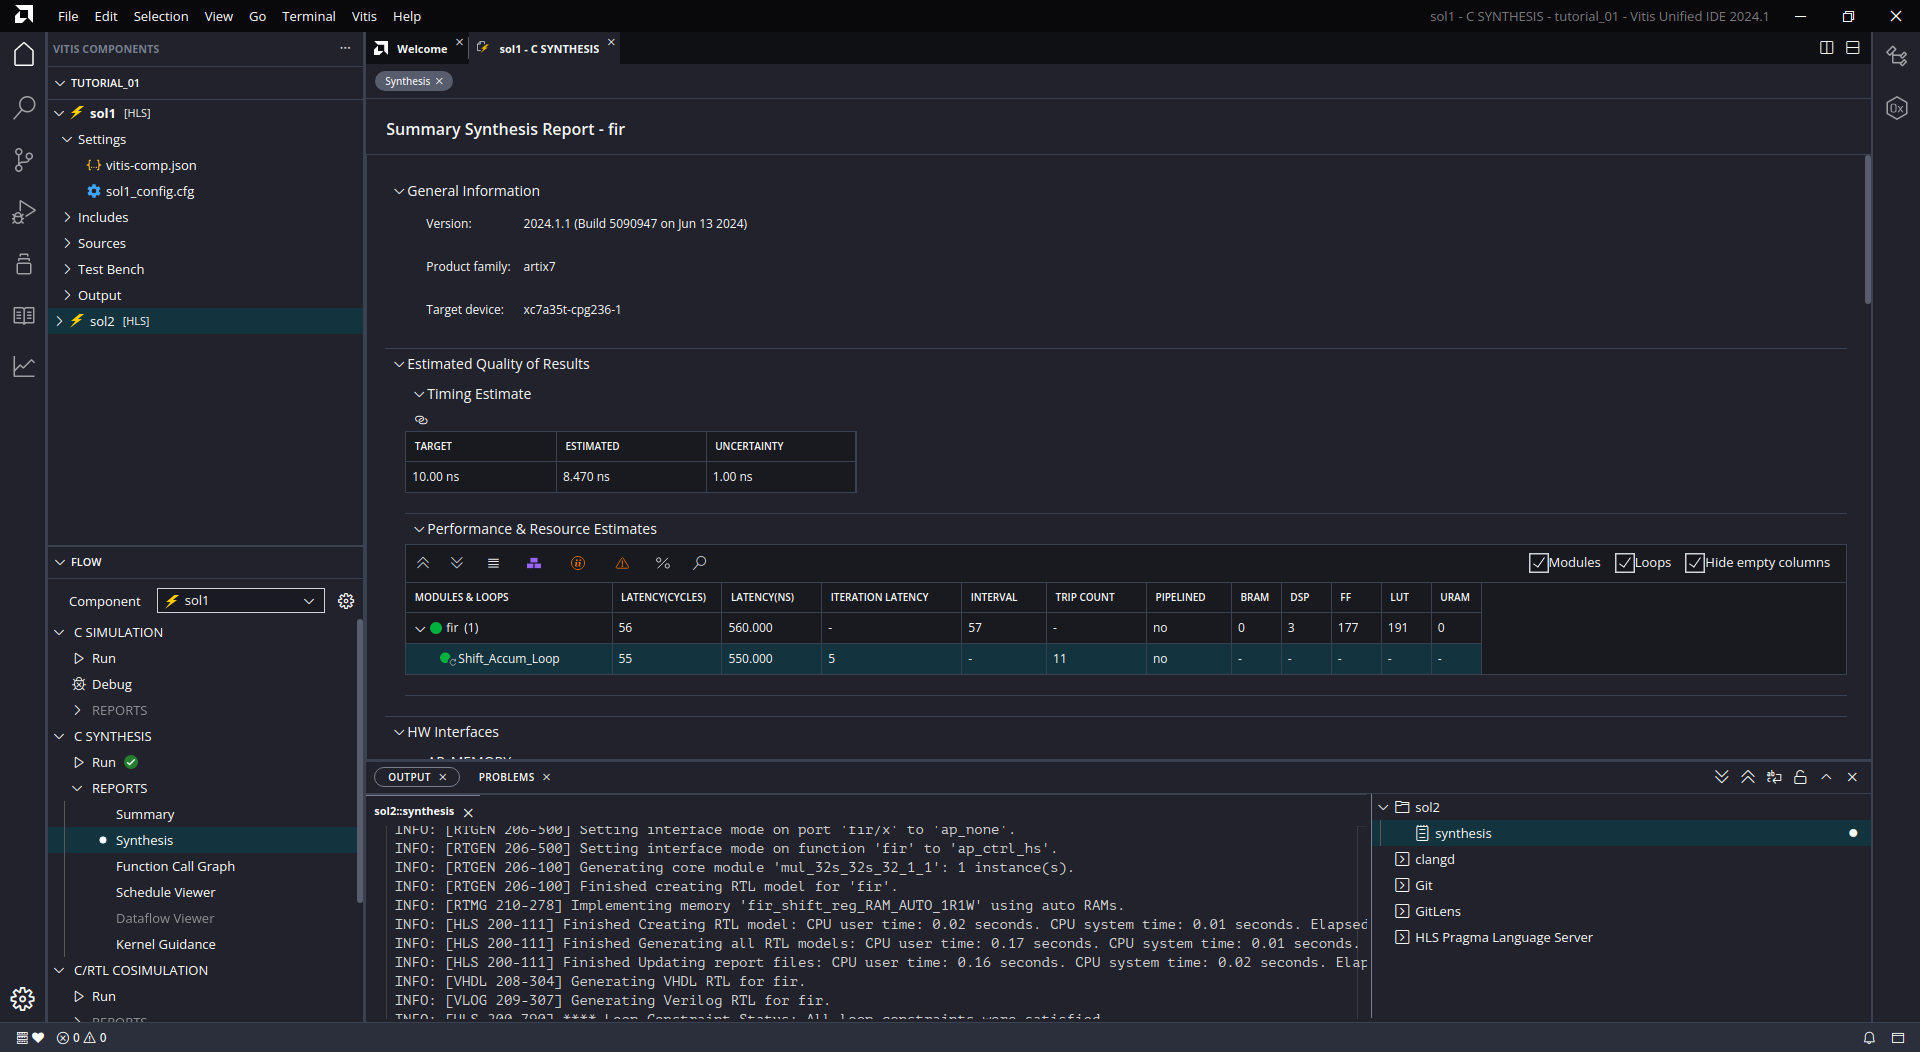 File Edit Selection View Go Terminal Vitis Help
sol1 - C SYNTHESIS - tutorial_01 - Vitis Unified IDE 2024.1
VITIS COMPONENTS
TUTORIAL_01
sol1 [HLS]
Settings
{..} vitis-comp.json
sol1_config.cfg
Includes
Sources
Test Bench
Output
sol2 [HLS]
FLOW
Component sol1
C SIMULATION
Run
Debug
REPORTS
C SYNTHESIS
Run
REPORTS
Summary
Synthesis
Function Call Graph
Schedule Viewer
Dataflow Viewer
Kernel Guidance
C/RTL COSIMULATION
Run
REPORTS
Welcome
sol1 - C SYNTHESIS
Synthesis
Summary Synthesis Report - fir
General Information
Version: 2024.1.1 (Build 5090947 on Jun 13 2024)
Product family: artix7
Target device: xc7a35t-cpg236-1
Estimated Quality of Results
Timing Estimate
TARGET ESTIMATED UNCERTAINTY
10.00 ns 8.470 ns 1.00 ns
Performance & Resource Estimates
% Modules Loops Hide empty columns
MODULES & LOOPS LATENCY(CYCLES) LATENCY(NS) ITERATION LATENCY INTERVAL TRIP COUNT PIPELINED BRAM DSP FF LUT URAM
fir (1) 56 560.000 - 57 - no 0 3 177 191 0
Shift_Accum_Loop 55 550.000 5 - 11 no - - - - -
HW Interfaces
OUTPUT PROBLEMS
sol2::synthesis
INFO: [RTGEN 206-500] Setting interface mode on port 'fir/x' to 'ap_none'.
INFO: [RTGEN 206-500] Setting interface mode on function 'fir' to 'ap_ctrl_hs'.
INFO: [RTGEN 206-100] Generating core module 'mul_32s_32s_32_1_1': 1 instance(s).
INFO: [RTGEN 206-100] Finished creating RTL model for 'fir'.
INFO: [RTMG 210-278] Implementing memory 'fir_shift_reg_RAM_AUTO_1R1W' using auto RAMs.
INFO: [HLS 200-111] Finished Creating RTL model: CPU user time: 0.02 seconds. CPU system time: 0.01 seconds. Elapsed
INFO: [HLS 200-111] Finished Generating all RTL models: CPU user time: 0.17 seconds. CPU system time: 0.01 seconds.
INFO: [HLS 200-111] Finished Updating report files: CPU user time: 0.16 seconds. CPU system time: 0.02 seconds. Elap
INFO: [VHDL 208-304] Generating VHDL RTL for fir.
INFO: [VLOG 209-307] Generating Verilog RTL for fir.
INFO: [HLS 200-790] **** Loop Constraint Status: All loop constraints were satisfied
sol2
synthesis
clangd
Git
GitLens
HLS Pragma Language Server
0 0
0x